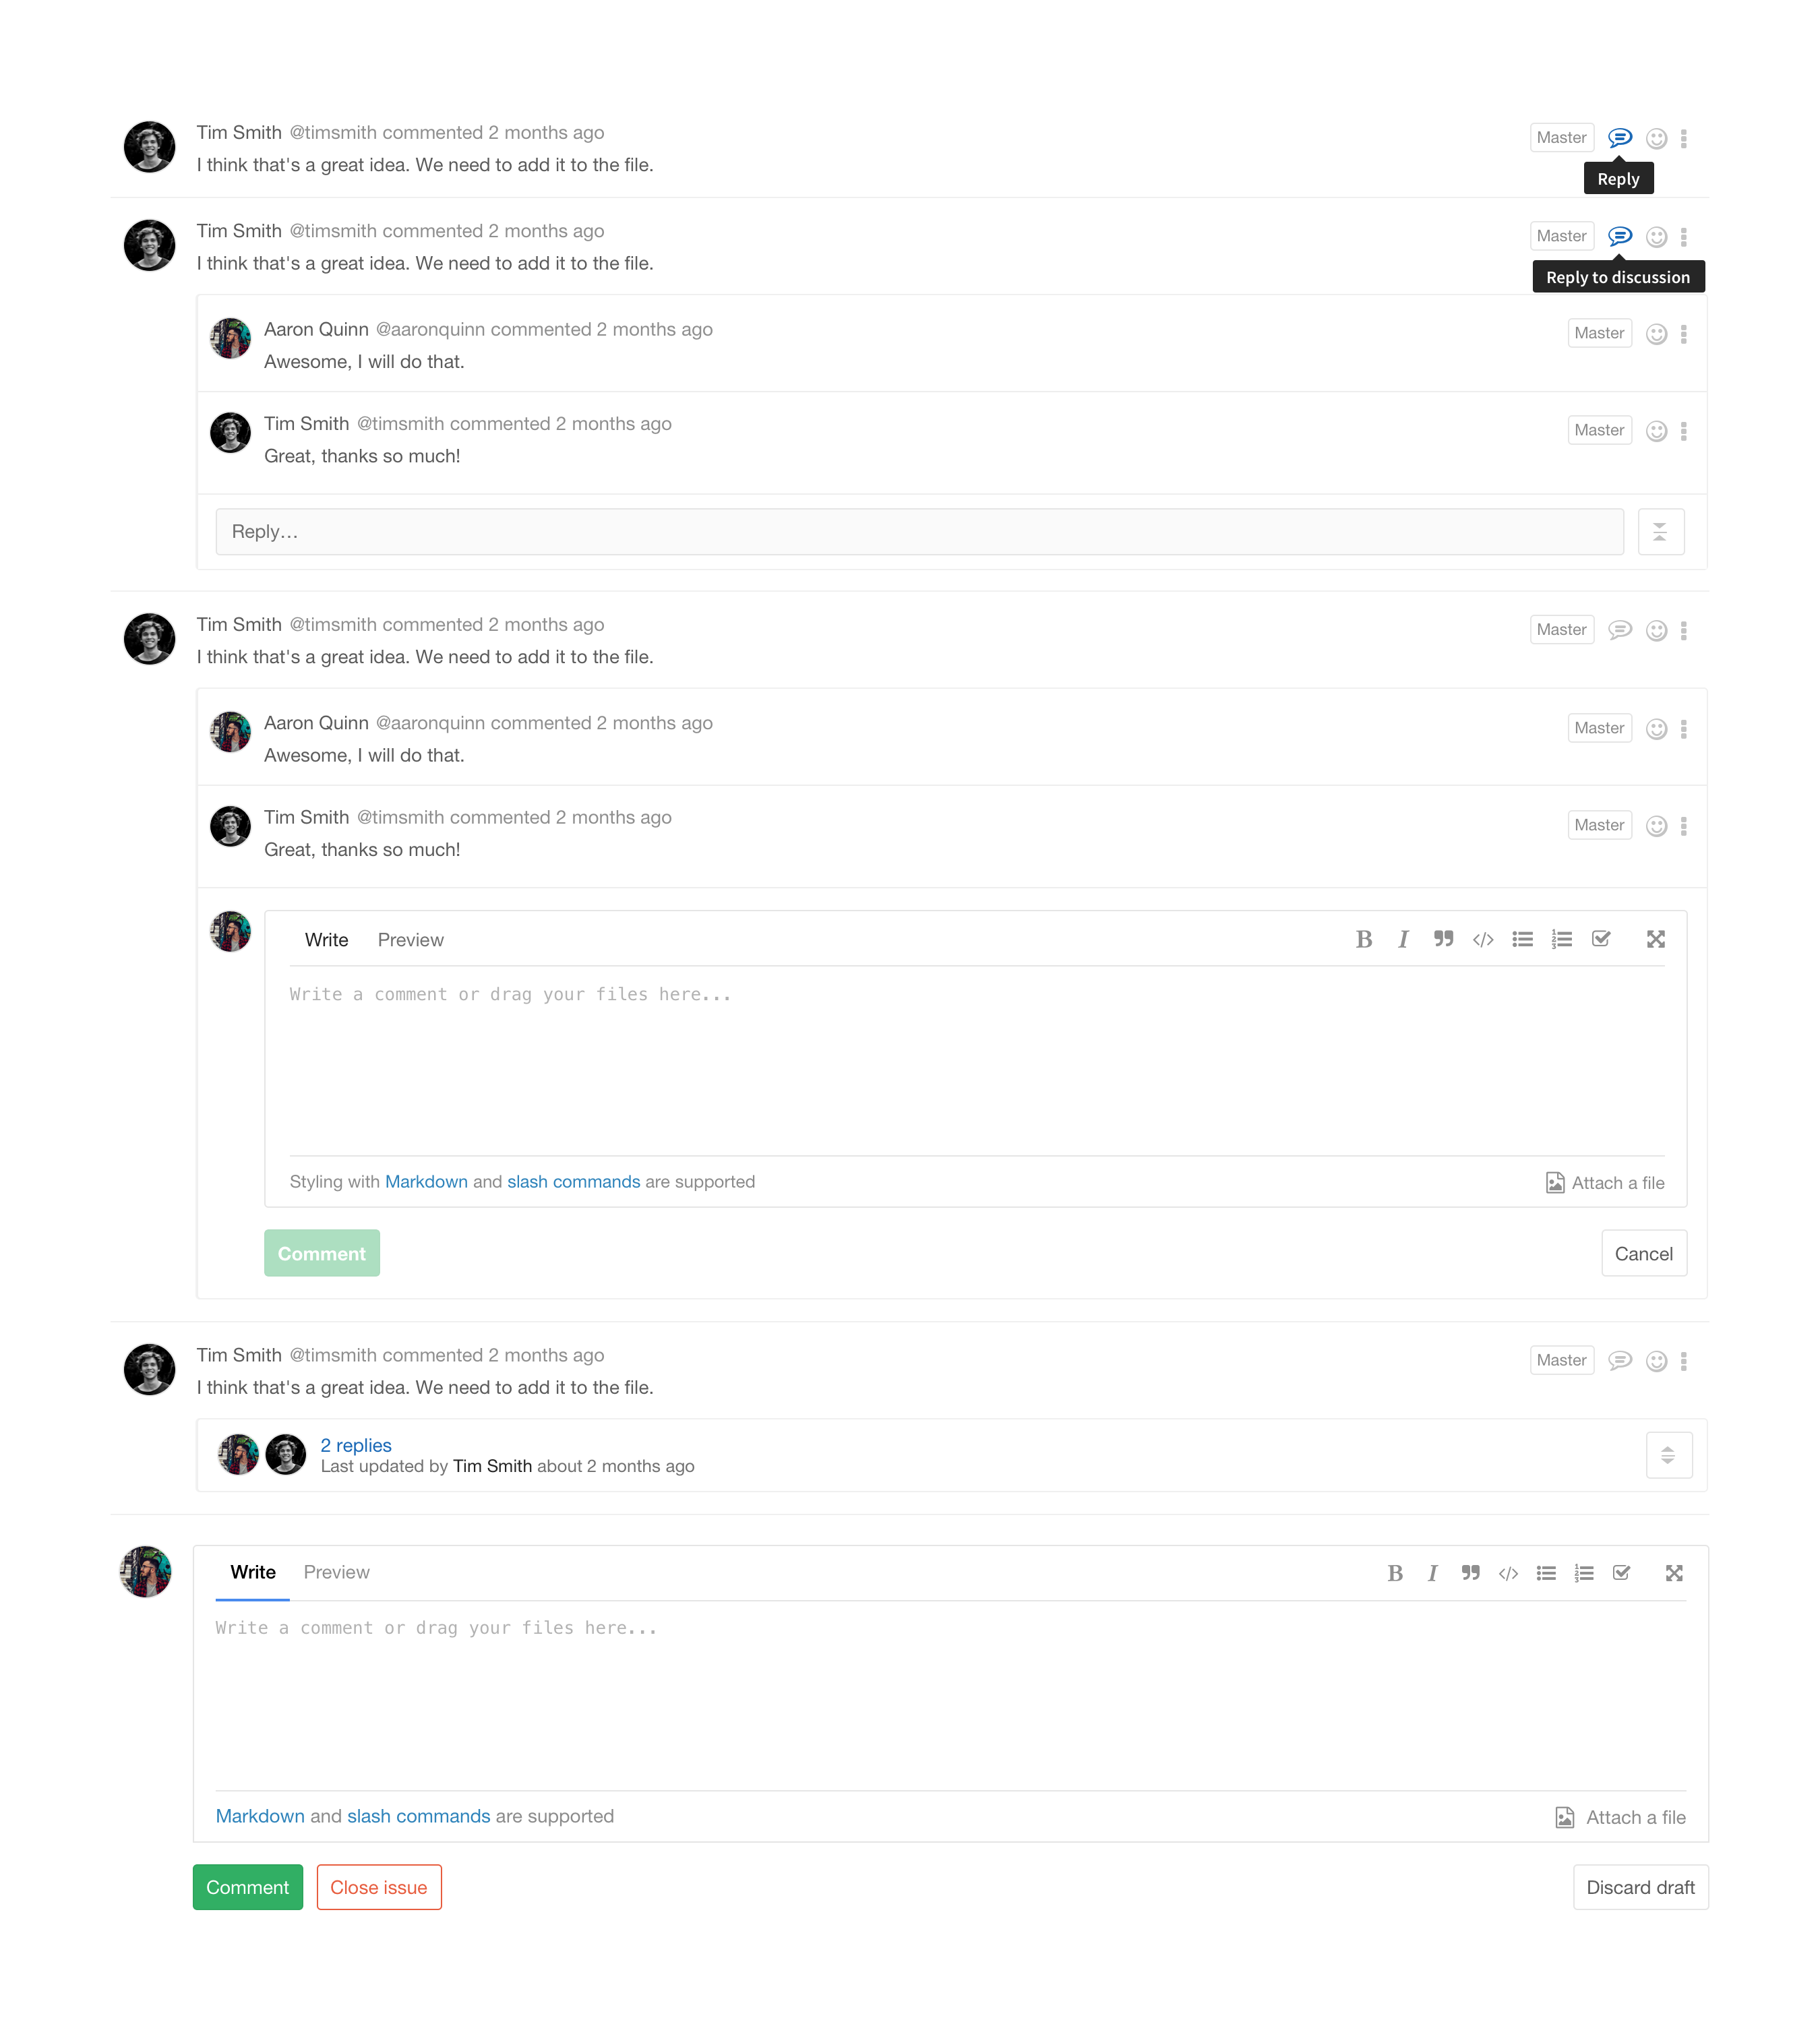 Tim Smith @timsmith commented 2 months ago Master
I think that's a great idea. We need to add it to the file.
Reply
Tim Smith @timsmith commented 2 months ago Master
I think that's a great idea. We need to add it to the file.
Reply to discussion
Aaron Quinn @aaronquinn commented 2 months ago Master
Awesome, I will do that.
Tim Smith @timsmith commented 2 months ago Master
Great, thanks so much!
Reply…
Tim Smith @timsmith commented 2 months ago Master
I think that's a great idea. We need to add it to the file.
Aaron Quinn @aaronquinn commented 2 months ago Master
Awesome, I will do that.
Tim Smith @timsmith commented 2 months ago Master
Great, thanks so much!
Write Preview B I
Write a comment or drag your files here...
Styling with Markdown and slash commands are supported Attach a file
Comment Cancel
Tim Smith @timsmith commented 2 months ago Master
I think that's a great idea. We need to add it to the file.
2 replies
Last updated by Tim Smith about 2 months ago
Write Preview B I
Write a comment or drag your files here...
Markdown and slash commands are supported Attach a file
Comment Close issue Discard draft